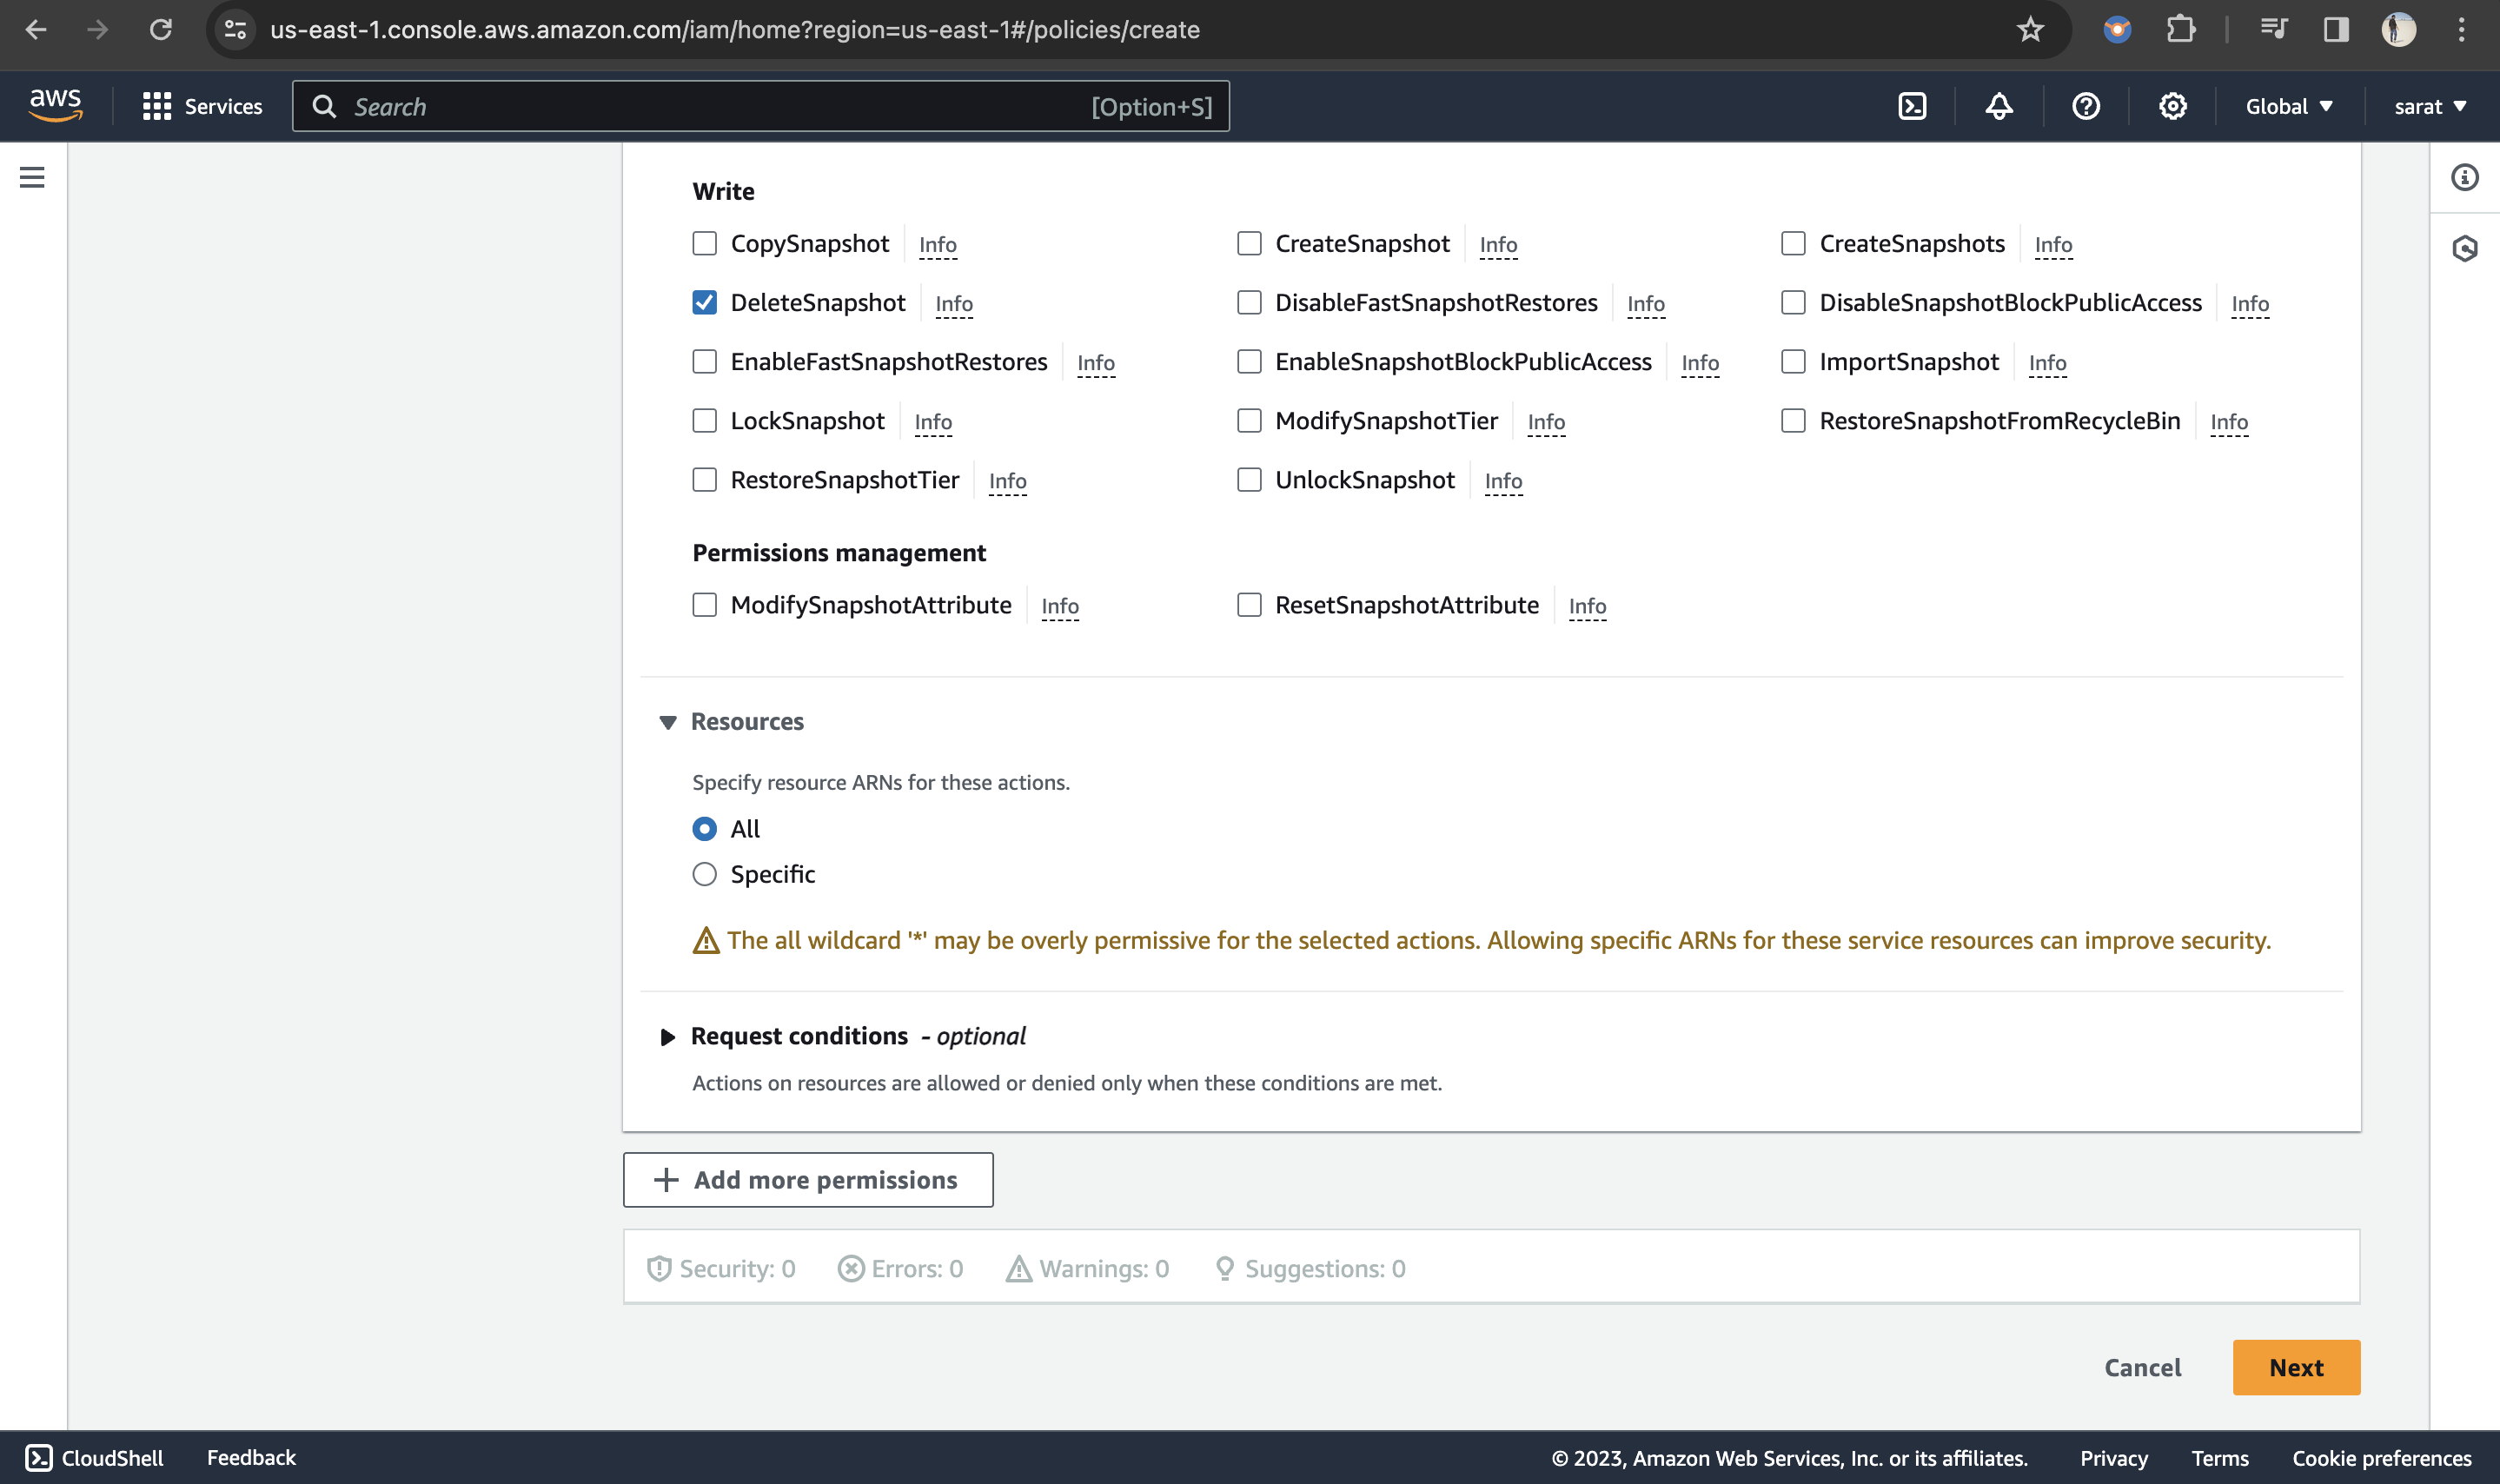 us-east-1.console.aws.amazon.com/iam/home?region=us-east-1#/policies/create
aws Services Search [Option+S] Global sarat
Write
CopySnapshot Info CreateSnapshot Info CreateSnapshots Info
DeleteSnapshot Info DisableFastSnapshotRestores Info DisableSnapshotBlockPublicAccess Info
EnableFastSnapshotRestores Info EnableSnapshotBlockPublicAccess Info ImportSnapshot Info
LockSnapshot Info ModifySnapshotTier Info RestoreSnapshotFromRecycleBin Info
RestoreSnapshotTier Info UnlockSnapshot Info
Permissions management
ModifySnapshotAttribute Info ResetSnapshotAttribute Info
Resources
Specify resource ARNs for these actions.
All
Specific
The all wildcard '*' may be overly permissive for the selected actions. Allowing specific ARNs for these service resources can improve security.
Request conditions - optional
Actions on resources are allowed or denied only when these conditions are met.
Add more permissions
Security: 0 Errors: 0 Warnings: 0 Suggestions: 0
Cancel Next
CloudShell Feedback © 2023, Amazon Web Services, Inc. or its affiliates. Privacy Terms Cookie preferences